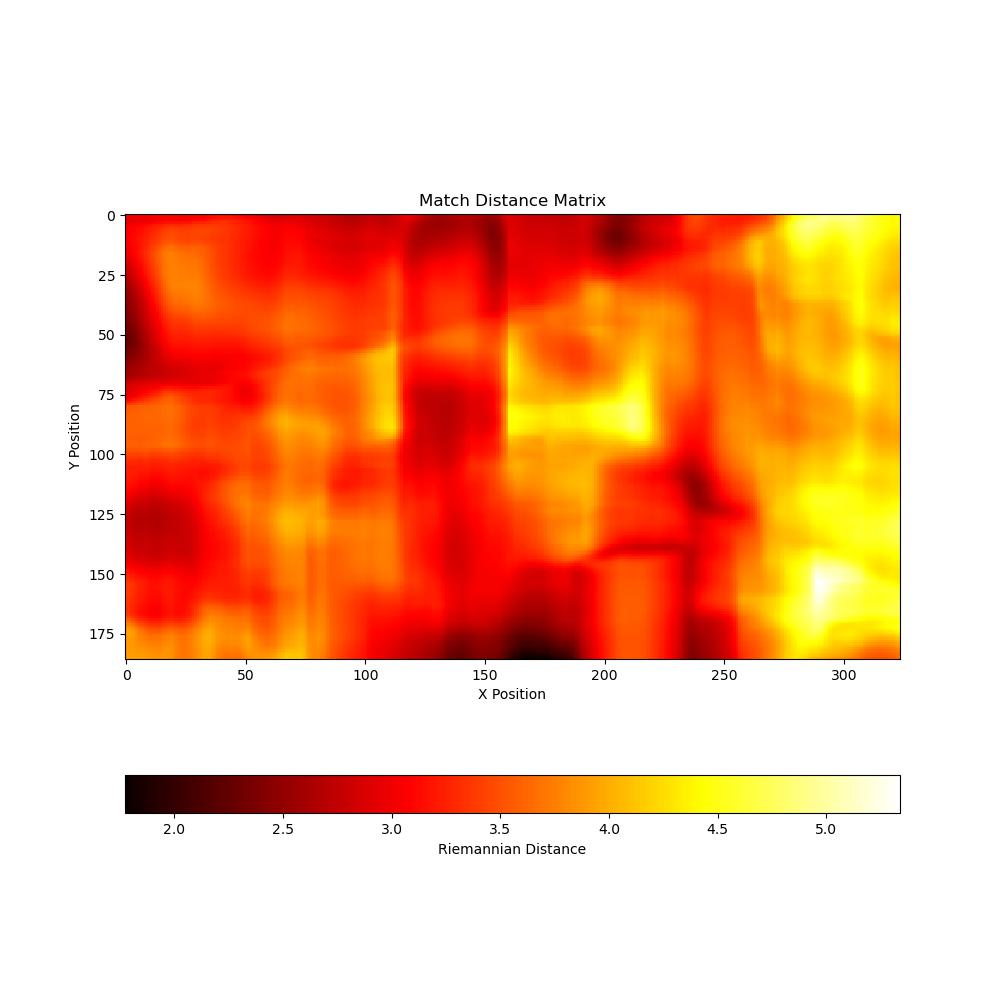 Match Distance Matrix
0
25
50
75
100
125
150
175
Y Position
0 50 100 150 200 250 300
X Position
2.0 2.5 3.0 3.5 4.0 4.5 5.0
Riemannian Distance